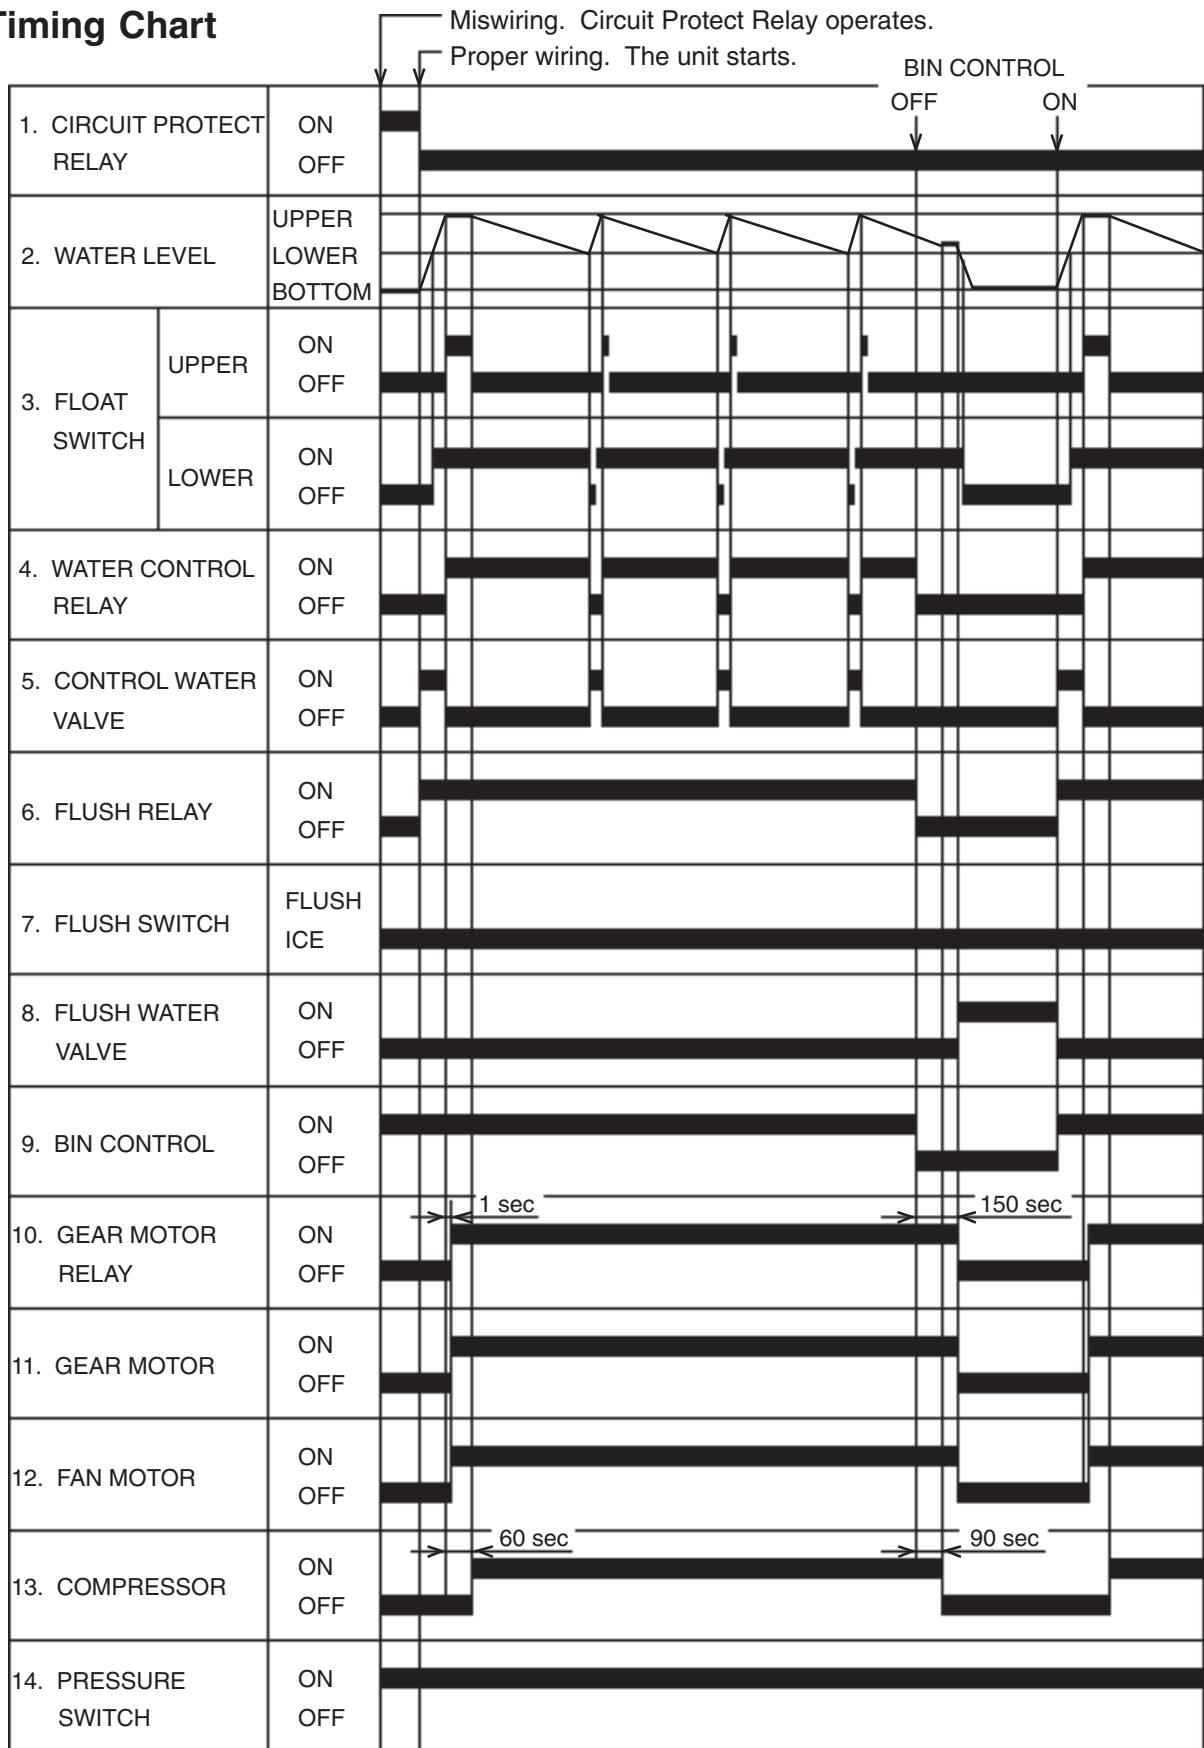 Timing Chart
Miswiring.  Circuit Protect Relay operates.
Proper wiring.  The unit starts.
BIN CONTROL
OFF ON
1. CIRCUIT PROTECT ON
RELAY OFF
UPPER
2. WATER LEVEL LOWER
BOTTOM
3. FLOAT
SWITCH
UPPER
ON
OFF
LOWER
ON
OFF
4. WATER CONTROL ON
RELAY OFF
5. CONTROL WATER ON
VALVE OFF
6. FLUSH RELAY
ON
OFF
7. FLUSH SWITCH
FLUSH
ICE
8. FLUSH WATER ON
VALVE OFF
9. BIN CONTROL
ON
OFF
1 sec 150 sec
10. GEAR MOTOR ON
RELAY OFF
11. GEAR MOTOR
ON
OFF
12. FAN MOTOR
ON
OFF
60 sec 90 sec
13. COMPRESSOR
ON
OFF
14. PRESSURE ON
SWITCH OFF